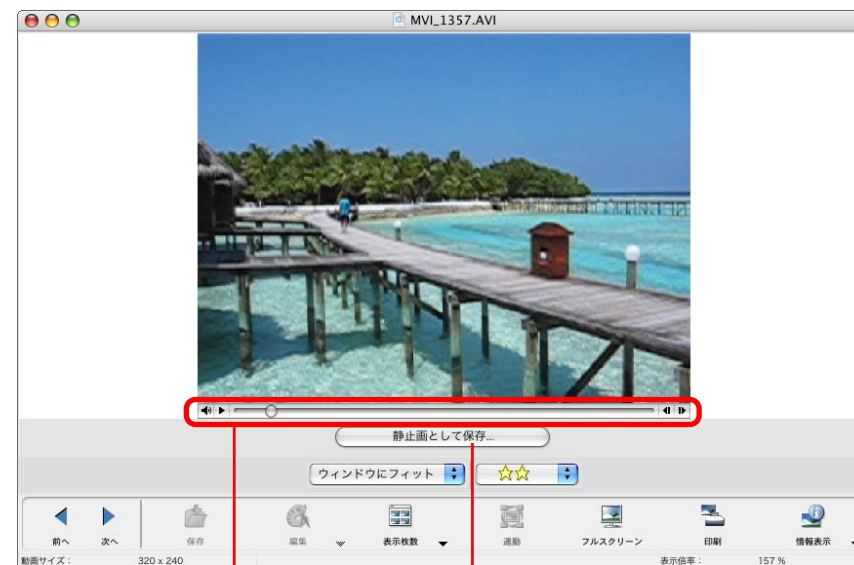 MVI_1357.AVI
静止画として保存...
ウィンドウにフィット
前へ 次へ 保存 編集 表示枚数 連動 フルスクリーン 印刷 情報表示
動画サイズ： 320 x 240 表示倍率： 157 %